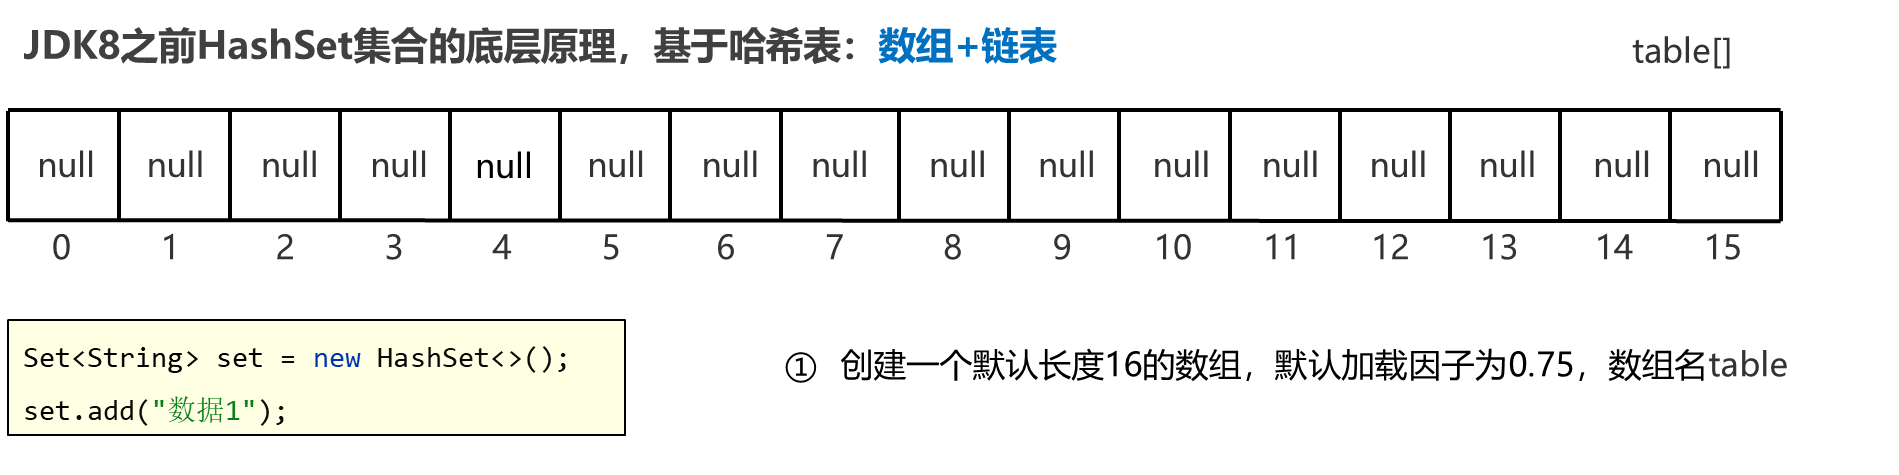 JDK8之前HashSet集合的底层原理，基于哈希表：数组+链表
table[]
null null null null null null null null null null null null null null null null
0 1 2 3 4 5 6 7 8 9 10 11 12 13 14 15
Set<String> set = new HashSet<>();
set.add("数据1");
① 创建一个默认长度16的数组，默认加载因子为0.75，数组名table